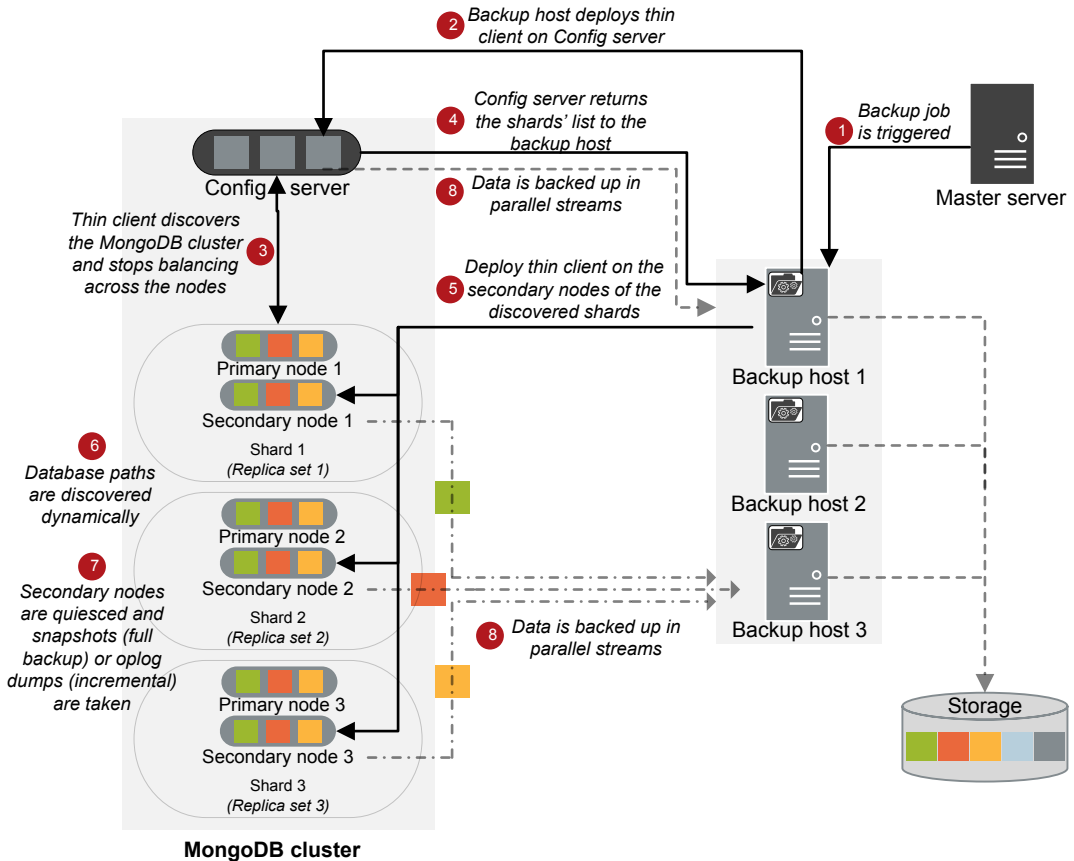 2
Backup host deploys thin
client on Config server
4
Config server returns
the shards' list to the
backup host
1
Backup job
is triggered
Master server
Config server
8
Data is backed up in
parallel streams
Thin client discovers
the MongoDB cluster
and stops balancing
across the nodes
3
5
Deploy thin client on the
secondary nodes of the
discovered shards
Primary node 1
Secondary node 1
Shard 1
(Replica set 1)
Backup host 1
6
Database paths
are discovered
dynamically
Primary node 2
Secondary node 2
Shard 2
(Replica set 2)
Backup host 2
7
Secondary nodes
are quiesced and
snapshots (full
backup) or oplog
dumps (incremental)
are taken
Backup host 3
8
Data is backed up in
parallel streams
Primary node 3
Secondary node 3
Shard 3
(Replica set 3)
Storage
MongoDB cluster